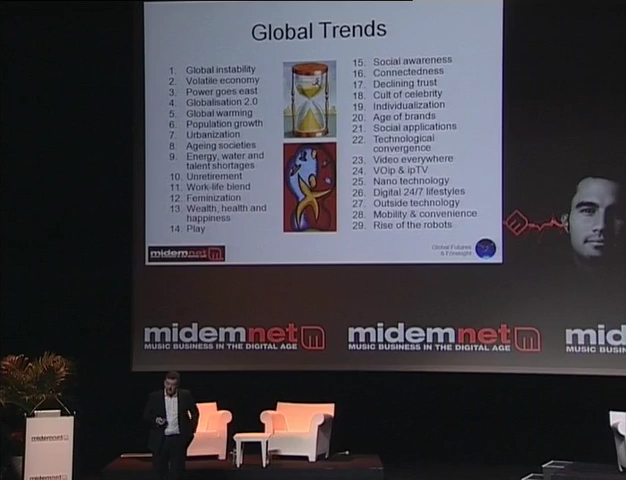 Global Trends
1. Global instability
2. Volatile economy
3. Power goes east
4. Globalisation 2.0
5. Global warming
6. Population growth
7. Urbanization
8. Ageing societies
9. Energy, water and
talent shortages
10. Unretirement
11. Work-life blend
12. Feminization
13. Wealth, health and
happiness
14. Play
15. Social awareness
16. Connectedness
17. Declining trust
18. Cult of celebrity
19. Individualization
20. Age of brands
21. Social applications
22. Technological
convergence
23. Video everywhere
24. VOip & ipTV
25. Nano technology
26. Digital 24/7 lifestyles
27. Outside technology
28. Mobility & convenience
29. Rise of the robots
midemnet
Global Futures
& Foresight
midemnet
MUSIC BUSINESS IN THE DIGITAL AGE
midemnet
MUSIC BUSINESS IN THE DIGITAL AGE
mid
MUSIC BUSIN
midemnet
midemnet